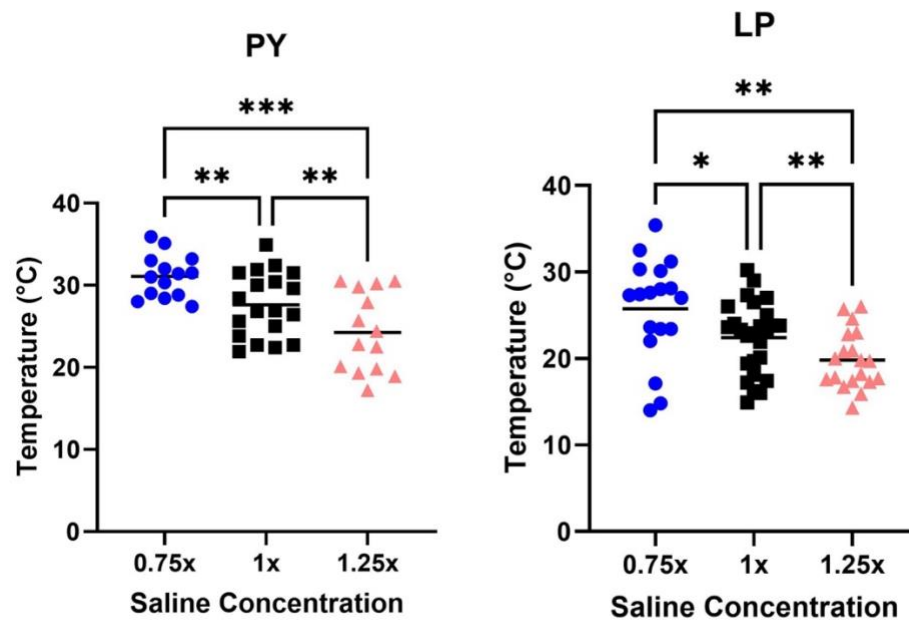 PY
***
** **
Temperature (°C)
40
30
20
10
0
0.75x 1x 1.25x
Saline Concentration
LP
**
* **
Temperature (°C)
40
30
20
10
0
0.75x 1x 1.25x
Saline Concentration